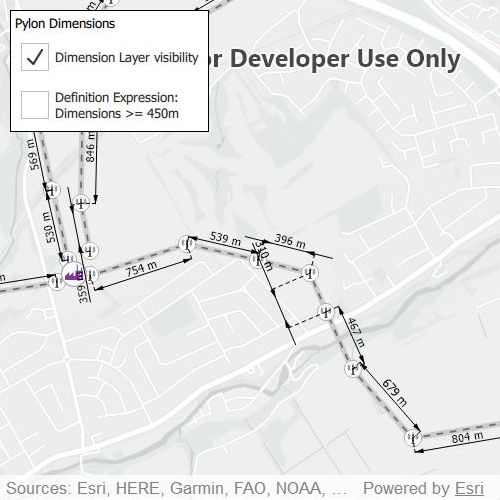 Pylon Dimensions
Dimension Layer visibility
or Developer Use Only
Definition Expression:
Dimensions >= 450m
569 m
846 m
530 m
539 m
396 m
754 m
359 m
467 m
679 m
804 m
Sources: Esri, HERE, Garmin, FAO, NOAA, ... Powered by Esri